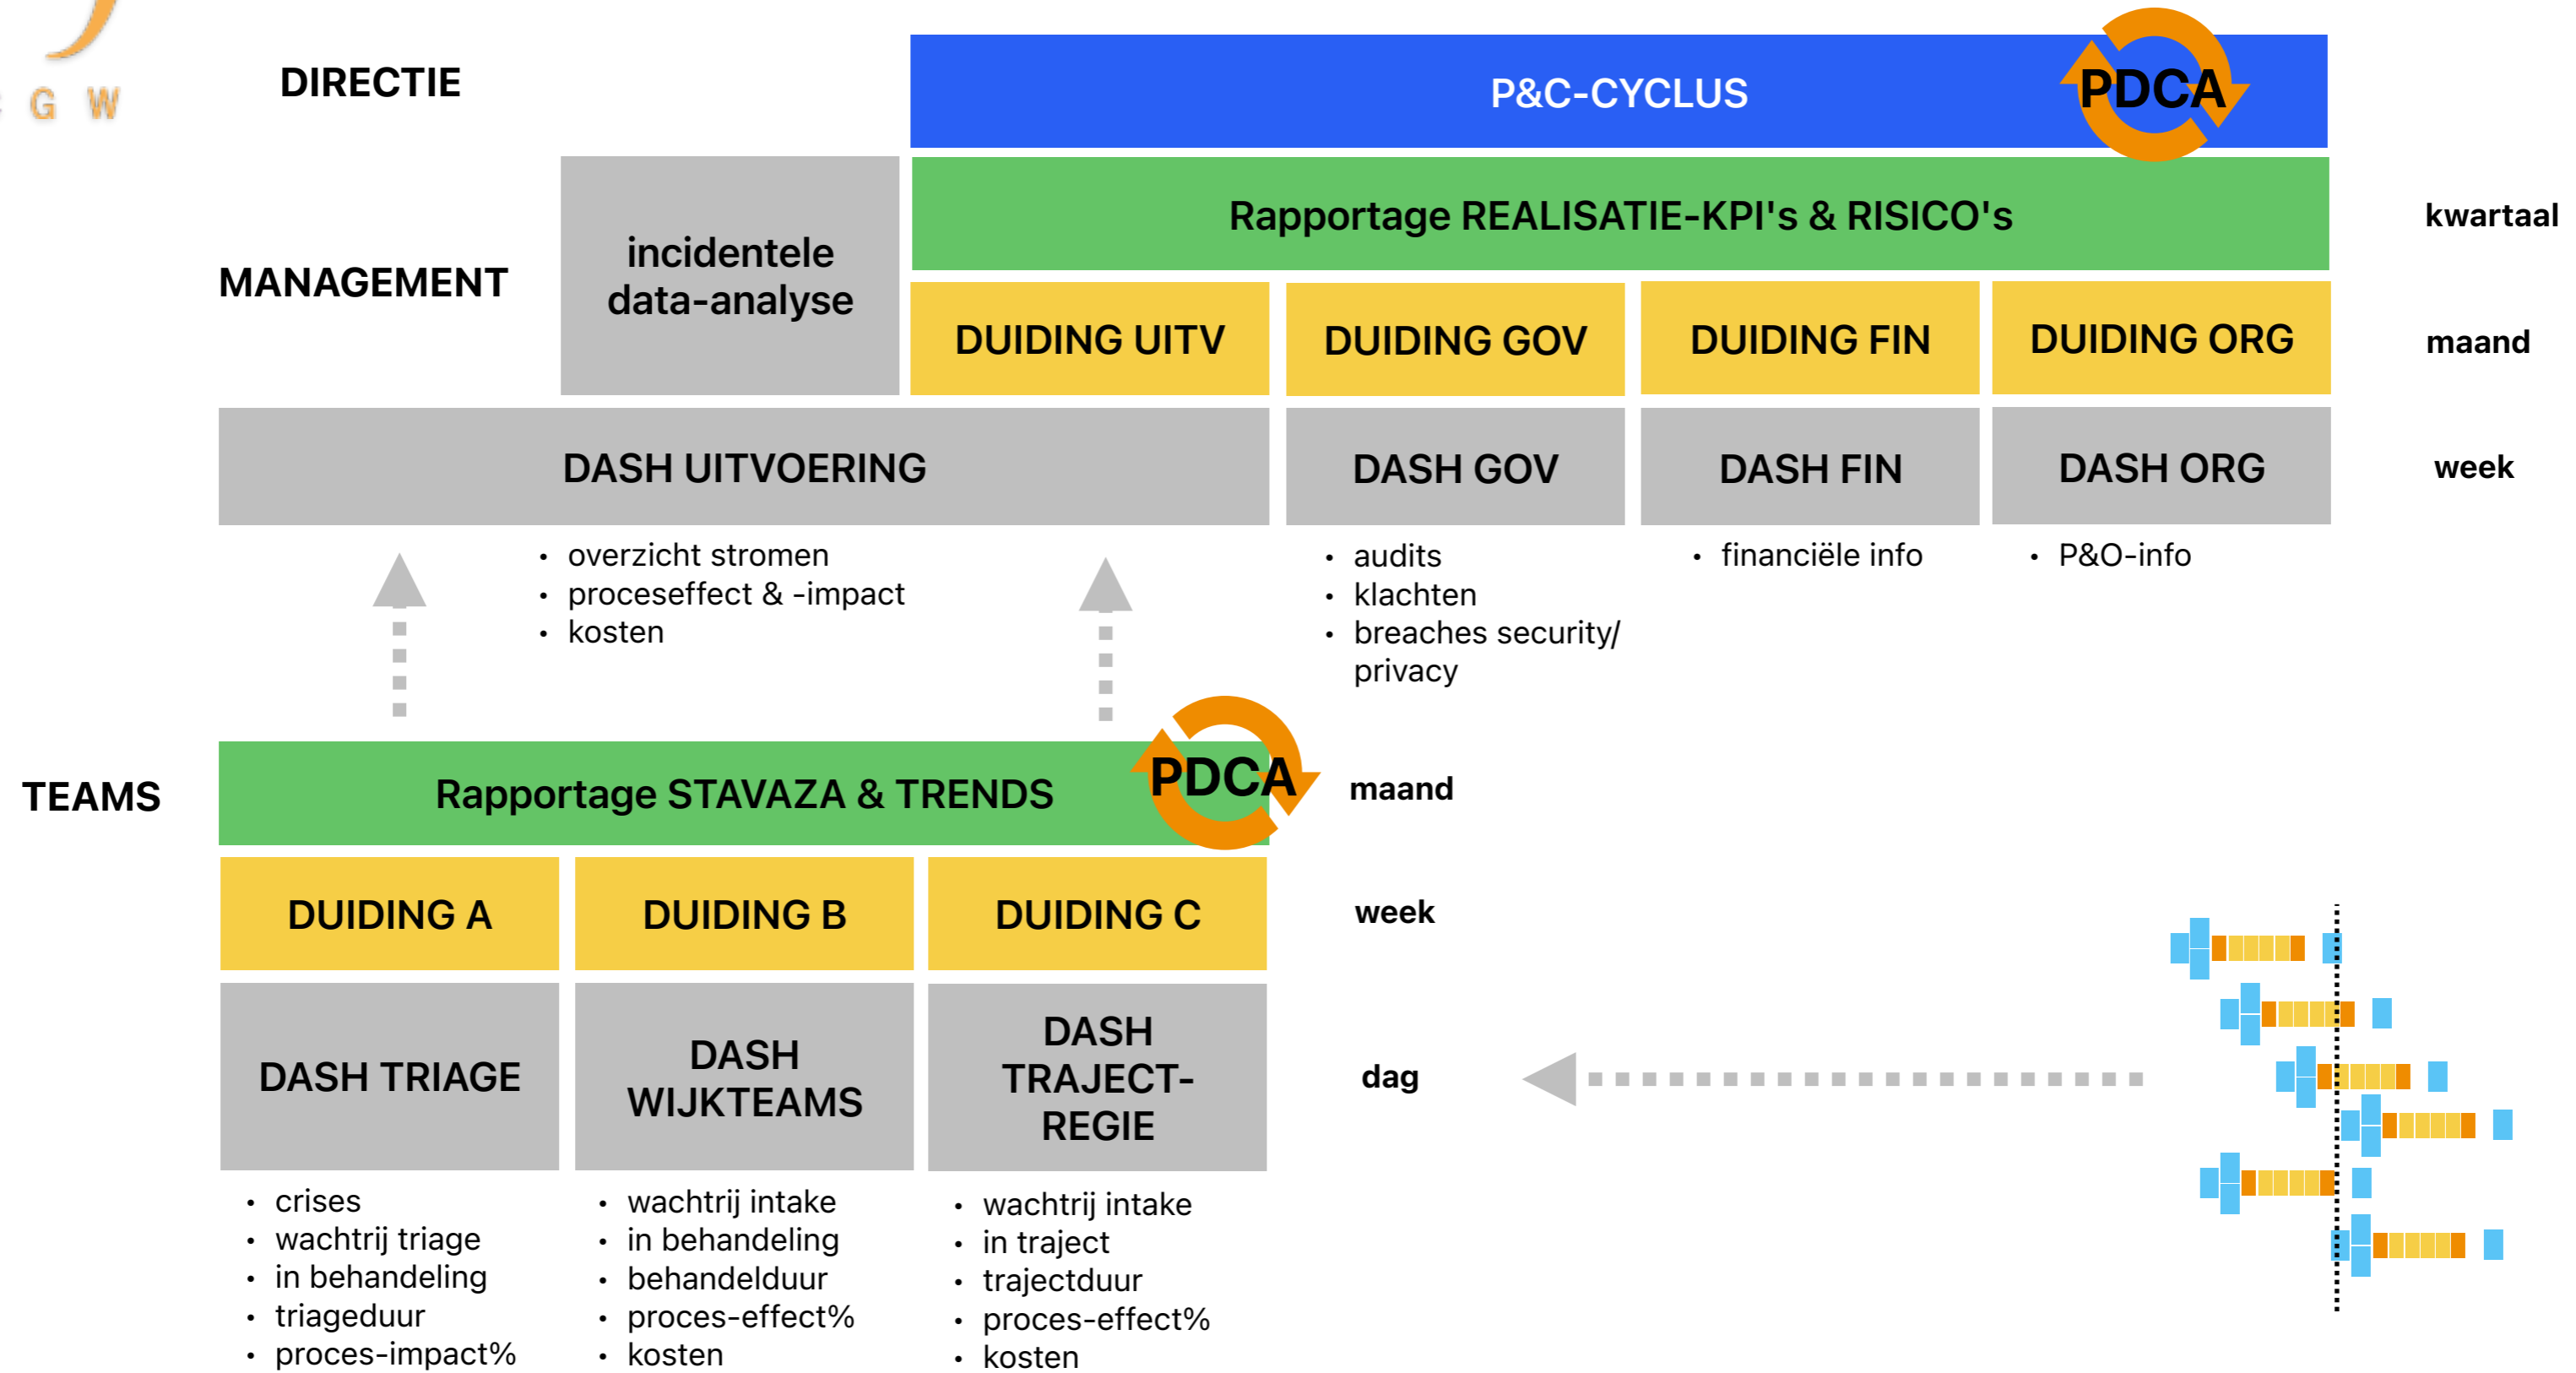 G W
DIRECTIE
P&C-CYCLUS
PDCA
MANAGEMENT
incidentele
data-analyse
Rapportage REALISATIE-KPI's & RISICO's
kwartaal
DUIDING UITV
DUIDING GOV
DUIDING FIN
DUIDING ORG
maand
DASH UITVOERING
DASH GOV
DASH FIN
DASH ORG
week
• overzicht stromen
• proceseffect & -impact
• kosten
• audits
• klachten
• breaches security/
privacy
• financiële info
• P&O-info
TEAMS
Rapportage STAVAZA & TRENDS
PDCA
maand
DUIDING A
DUIDING B
DUIDING C
week
DASH TRIAGE
DASH
WIJKTEAMS
DASH
TRAJECT-
REGIE
dag
• crises
• wachtrij triage
• in behandeling
• triageduur
• proces-impact%
• wachtrij intake
• in behandeling
• behandelduur
• proces-effect%
• kosten
• wachtrij intake
• in traject
• trajectduur
• proces-effect%
• kosten